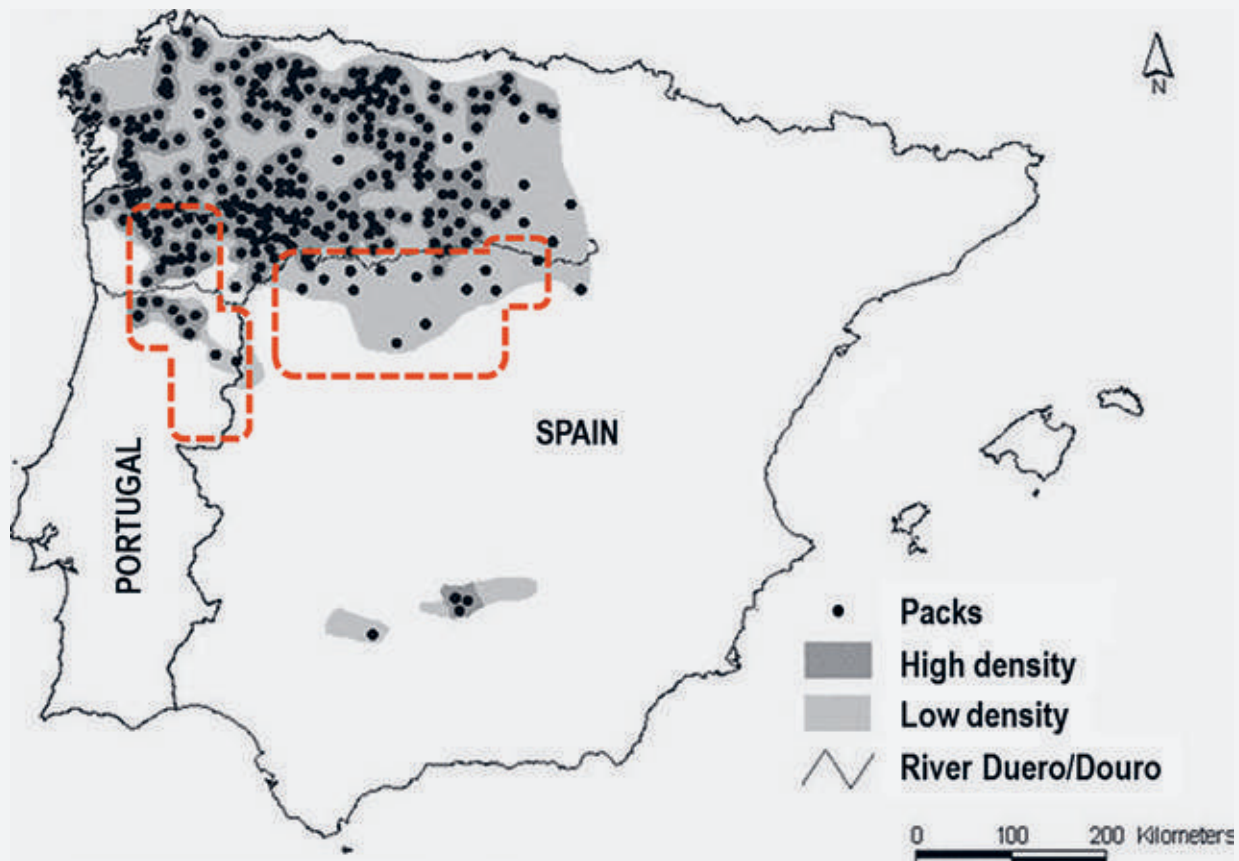 N
SPAIN
PORTUGAL
Packs
High density
Low density
River Duero/Douro
0 100 200 Kilometers